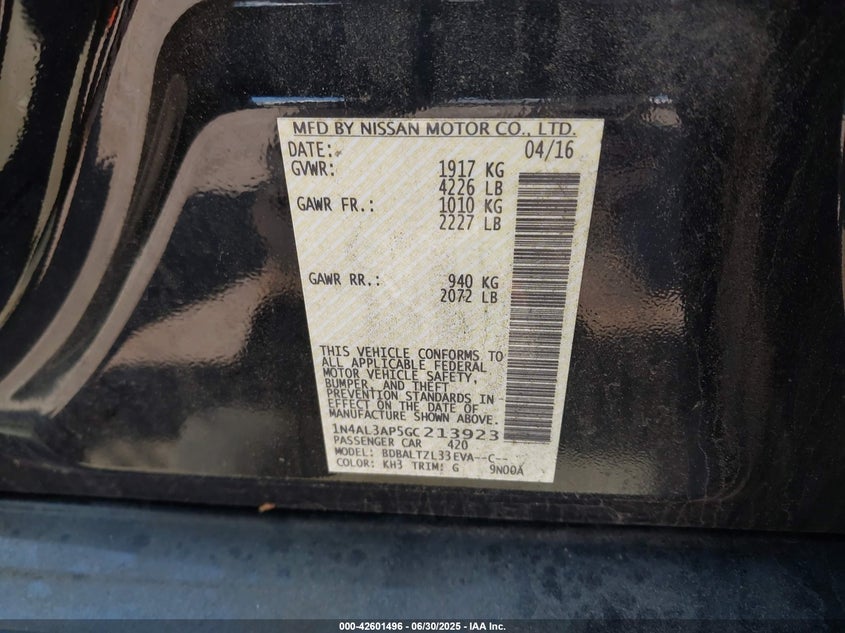 MFD BY NISSAN MOTOR CO., LTD.
DATE: 04/16
GVWR: 1917 KG
4226 LB
GAWR FR.: 1010 KG
2227 LB
GAWR RR.: 940 KG
2072 LB
THIS VEHICLE CONFORMS TO
ALL APPLICABLE FEDERAL
MOTOR VEHICLE SAFETY,
BUMPER, AND THEFT
PREVENTION STANDARDS IN
EFFECT ON THE DATE OF
MANUFACTURE SHOWN ABOVE.
1N4AL3AP5GC213923
PASSENGER CAR 420
MODEL: BDBALTZL33EVA--C--
COLOR: KH3 TRIM: G 9N00A
000-42601496 - 06/30/2025 - IAA Inc.